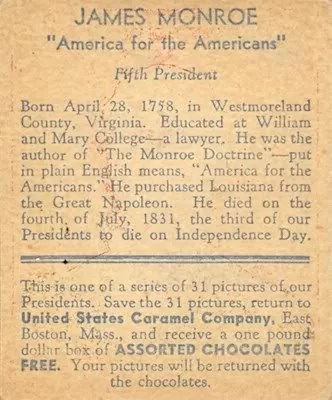 JAMES MONROE
"America for the Americans"
Fifth President
Born April 28, 1758, in Westmoreland
County, Virginia. Educated at William
and Mary College—a lawyer. He was the
author of "The Monroe Doctrine"—put
in plain English means, "America for the
Americans." He purchased Louisiana from
the Great Napoleon. He died on the
fourth of July, 1831, the third of our
Presidents to die on Independence Day.
This is one of a series of 31 pictures of our
Presidents. Save the 31 pictures, return to
United States Caramel Company, East
Boston, Mass., and receive a one pound
dollar box of ASSORTED CHOCOLATES
FREE. Your pictures will be returned with
the chocolates.